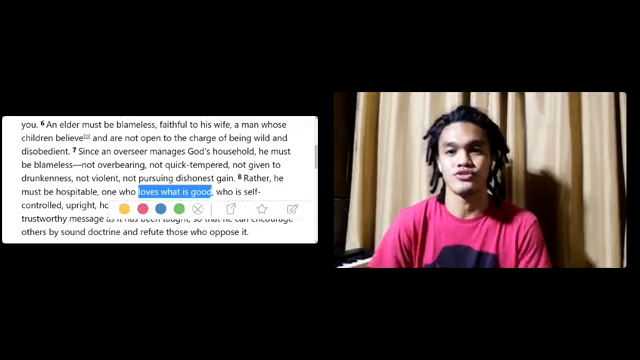 you. 6 An elder must be blameless, faithful to his wife, a man whose
children believe[b] and are not open to the charge of being wild and
disobedient. 7 Since an overseer manages God's household, he must
be blameless—not overbearing, not quick-tempered, not given to
drunkenness, not violent, not pursuing dishonest gain. 8 Rather, he
must be hospitable, one who loves what is good, who is self-
controlled, upright,
trustworthy message as it has been taught, so that he can encourage
others by sound doctrine and refute those who oppose it.